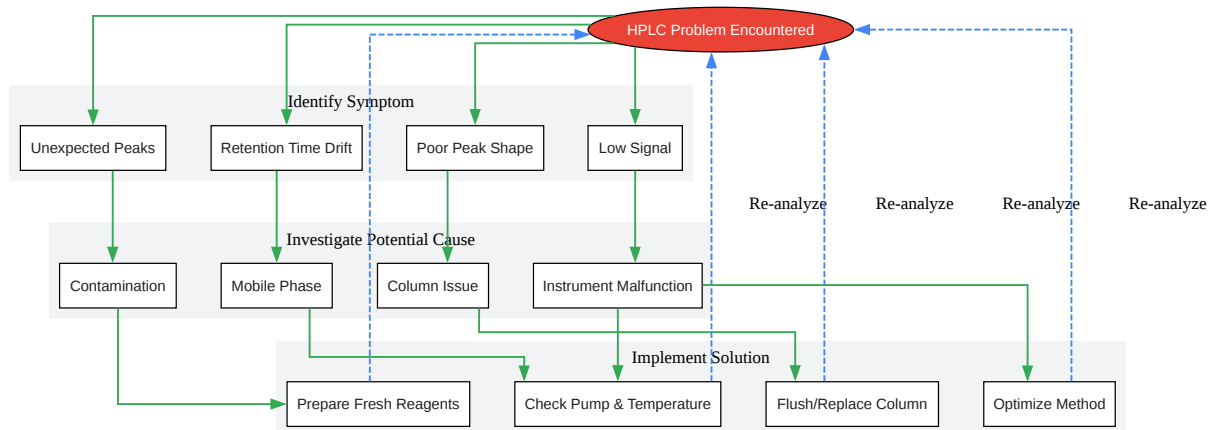 HPLC Problem Encountered
Identify Symptom
Unexpected Peaks
Retention Time Drift
Poor Peak Shape
Low Signal
Re-analyze
Re-analyze
Re-analyze
Re-analyze
Investigate Potential Cause
Contamination
Mobile Phase
Column Issue
Instrument Malfunction
Implement Solution
Prepare Fresh Reagents
Check Pump & Temperature
Flush/Replace Column
Optimize Method